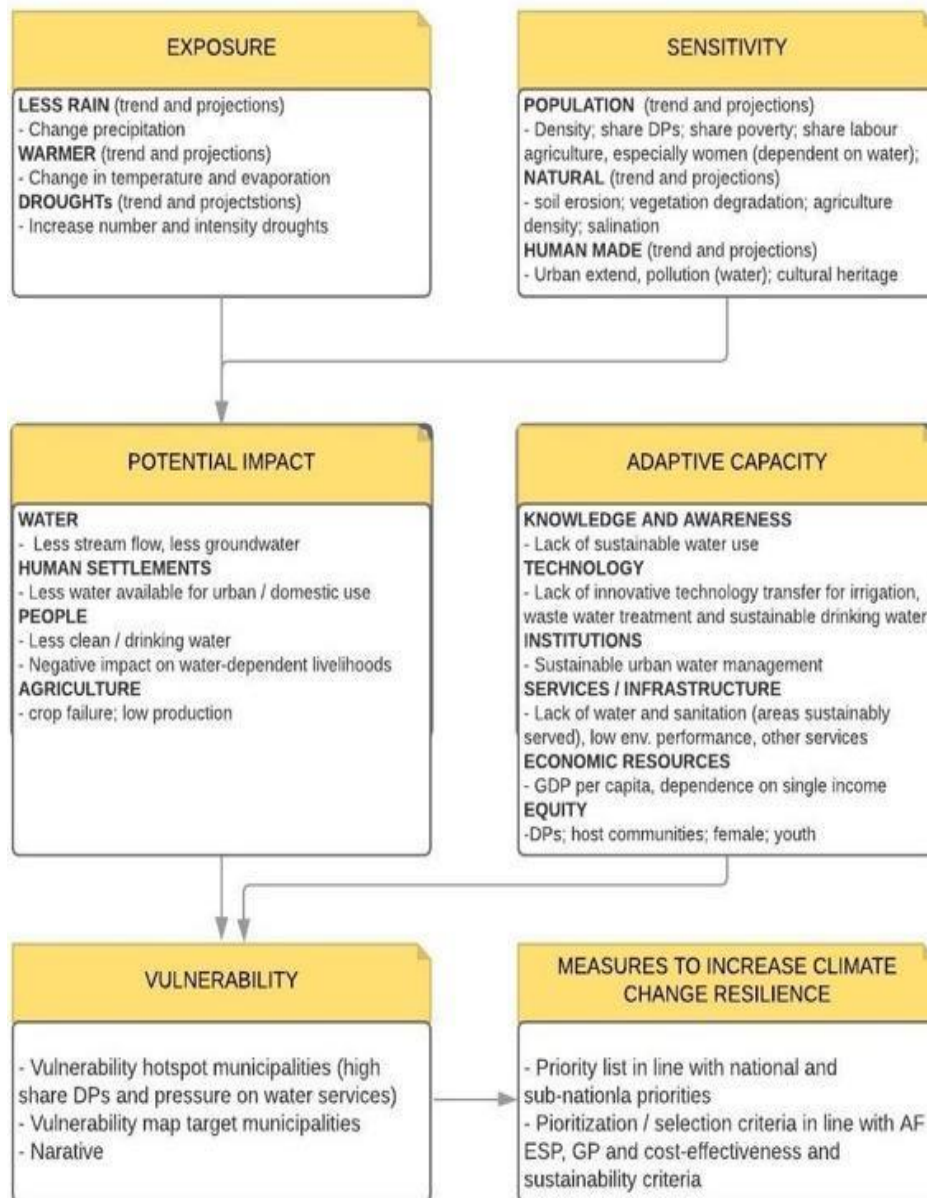 EXPOSURE
LESS RAIN (trend and projections)
- Change precipitation
WARMER (trend and projections)
- Change in temperature and evaporation
DROUGHTs (trend and projectstions)
- Increase number and intensity droughts
SENSITIVITY
POPULATION (trend and projections)
- Density; share DPs; share poverty; share labour
agriculture, especially women (dependent on water);
NATURAL (trend and projections)
- soil erosion; vegetation degradation; agriculture
density; salination
HUMAN MADE (trend and projections)
- Urban extend, pollution (water); cultural heritage
POTENTIAL IMPACT
WATER
- Less stream flow, less groundwater
HUMAN SETTLEMENTS
- Less water available for urban / domestic use
PEOPLE
- Less clean / drinking water
- Negative impact on water-dependent livelihoods
AGRICULTURE
- crop failure; low production
ADAPTIVE CAPACITY
KNOWLEDGE AND AWARENESS
- Lack of sustainable water use
TECHNOLOGY
- Lack of innovative technology transfer for irrigation,
waste water treatment and sustainable drinking water
INSTITUTIONS
- Sustainable urban water management
SERVICES / INFRASTRUCTURE
- Lack of water and sanitation (areas sustainably
served), low env. performance, other services
ECONOMIC RESOURCES
- GDP per capita, dependence on single income
EQUITY
-DPs; host communities; female; youth
VULNERABILITY
- Vulnerability hotspot municipalities (high
share DPs and pressure on water services)
- Vulnerability map target municipalities
- Narative
MEASURES TO INCREASE CLIMATE
CHANGE RESILIENCE
- Priority list in line with national and
sub-nationla priorities
- Pioritization / selection criteria in line with AF
ESP, GP and cost-effectiveness and
sustainability criteria